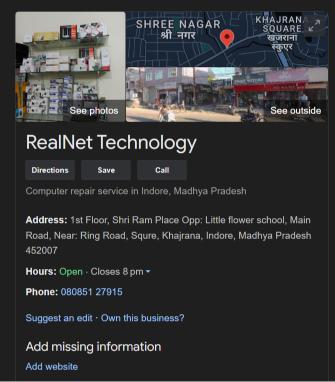 SHREE NAGAR
श्री नगर
KHAJRAN
SQUARE
खजराना
स्कुएर
See photos
See outside
RealNet Technology
Directions
Save
Call
Computer repair service in Indore, Madhya Pradesh
Address: 1st Floor, Shri Ram Place Opp: Little flower school, Main
Road, Near: Ring Road, Squre, Khajrana, Indore, Madhya Pradesh
452007
Hours: Open · Closes 8 pm
Phone: 080851 27915
Suggest an edit · Own this business?
Add missing information
Add website